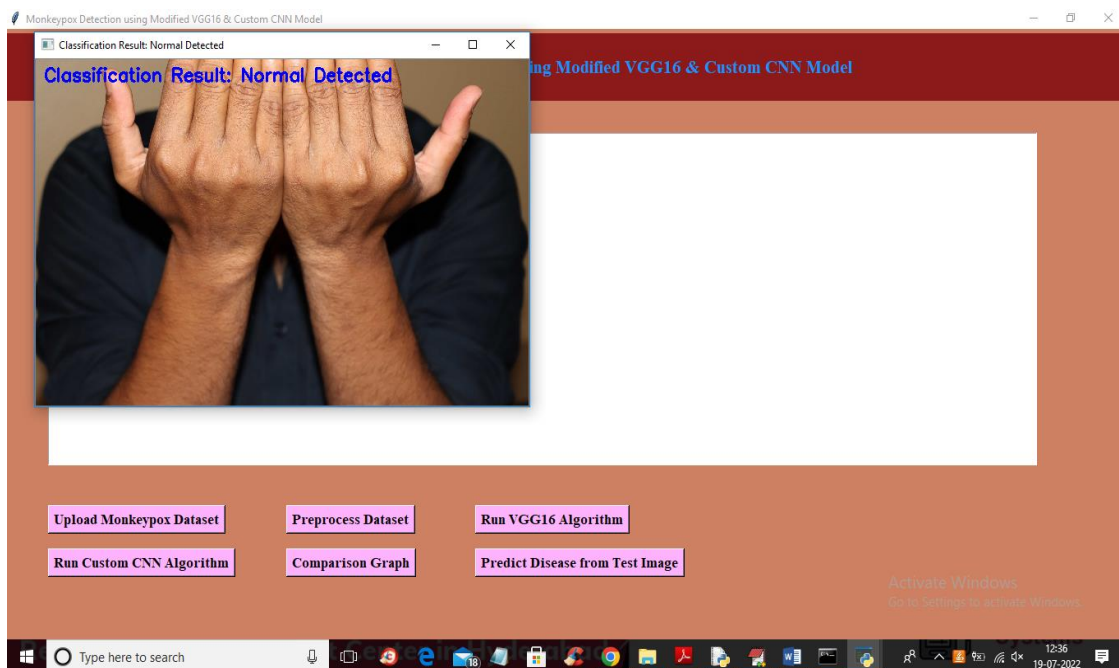 Monkeypox Detection using Modified VGG16 & Custom CNN Model
Classification Result: Normal Detected
Classification Result: Normal Detected
ing Modified VGG16 & Custom CNN Model
Upload Monkeypox Dataset
Preprocess Dataset
Run VGG16 Algorithm
Run Custom CNN Algorithm
Comparison Graph
Predict Disease from Test Image
Activate Windows
Go to Settings to activate Windows.
Type here to search
18
12:36
19-07-2022